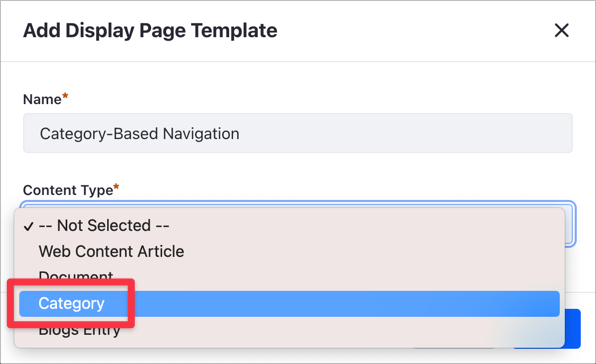 Add Display Page Template
Name*
Category-Based Navigation
Content Type*
✓ -- Not Selected --
Web Content Article
Document
Category
Blogs Entry